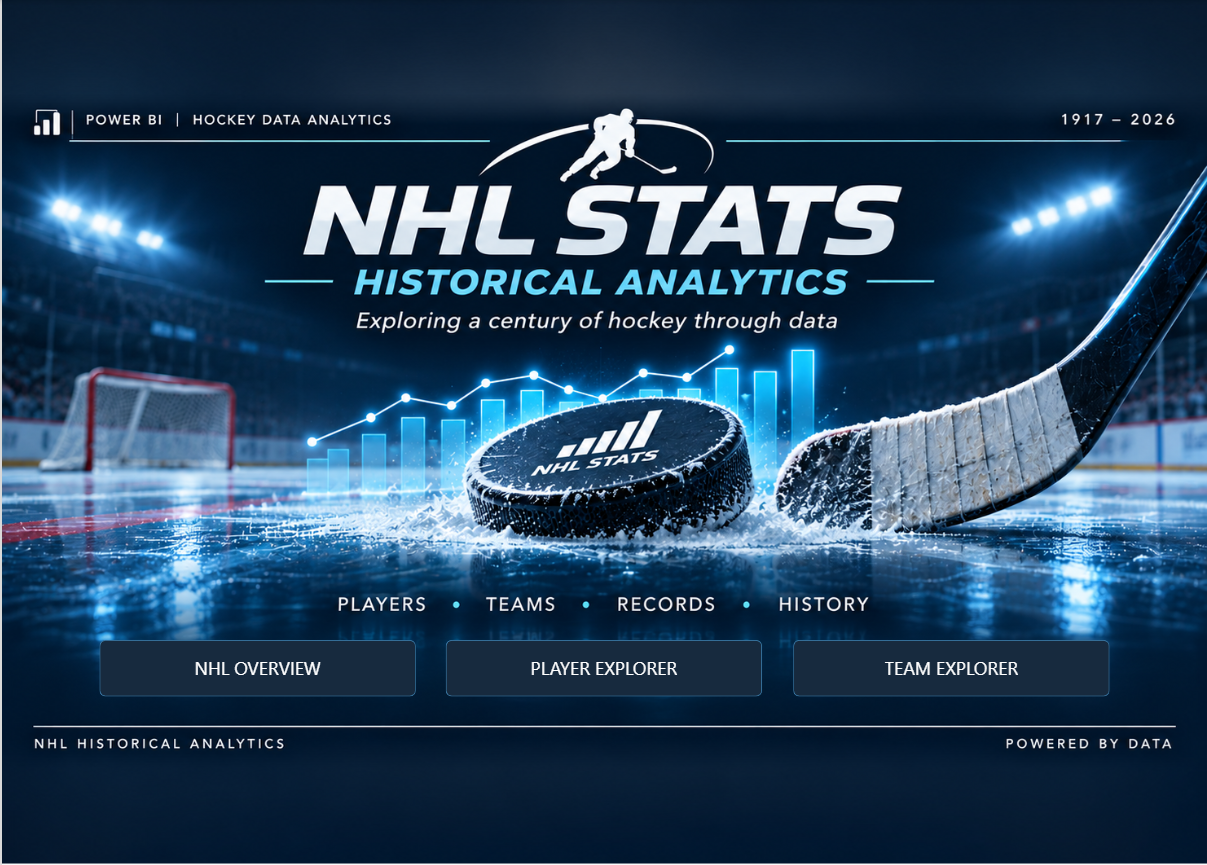 POWER BI | HOCKEY DATA ANALYTICS
1917 – 2026
NHL STATS
HISTORICAL ANALYTICS
Exploring a century of hockey through data
NHL STATS
PLAYERS • TEAMS • RECORDS • HISTORY
NHL OVERVIEW
PLAYER EXPLORER
TEAM EXPLORER
NHL HISTORICAL ANALYTICS
POWERED BY DATA